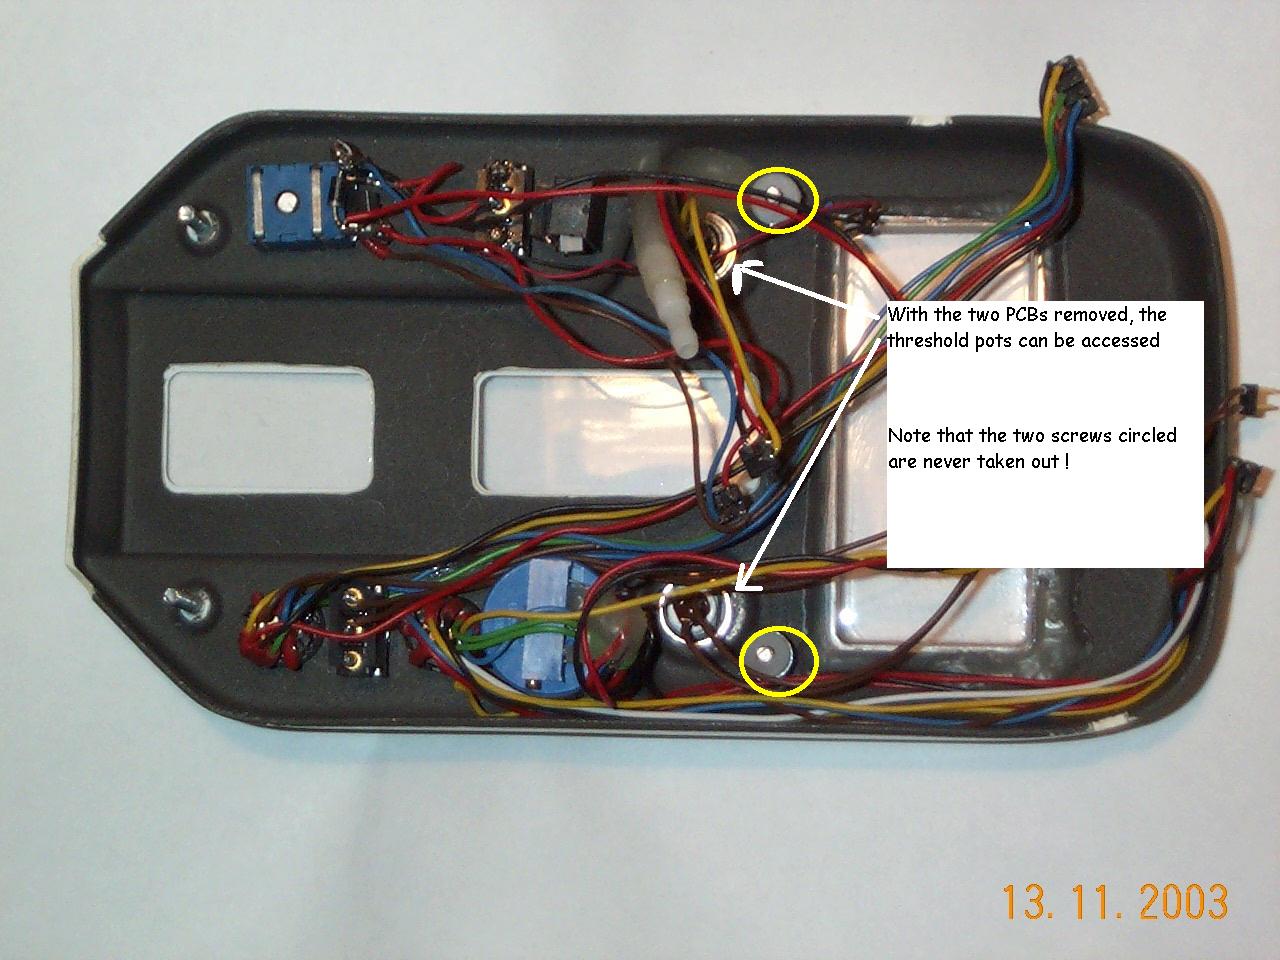 With the two PCBs removed, the
threshold pots can be accessed
Note that the two screws circled
are never taken out !
13. 11. 2003